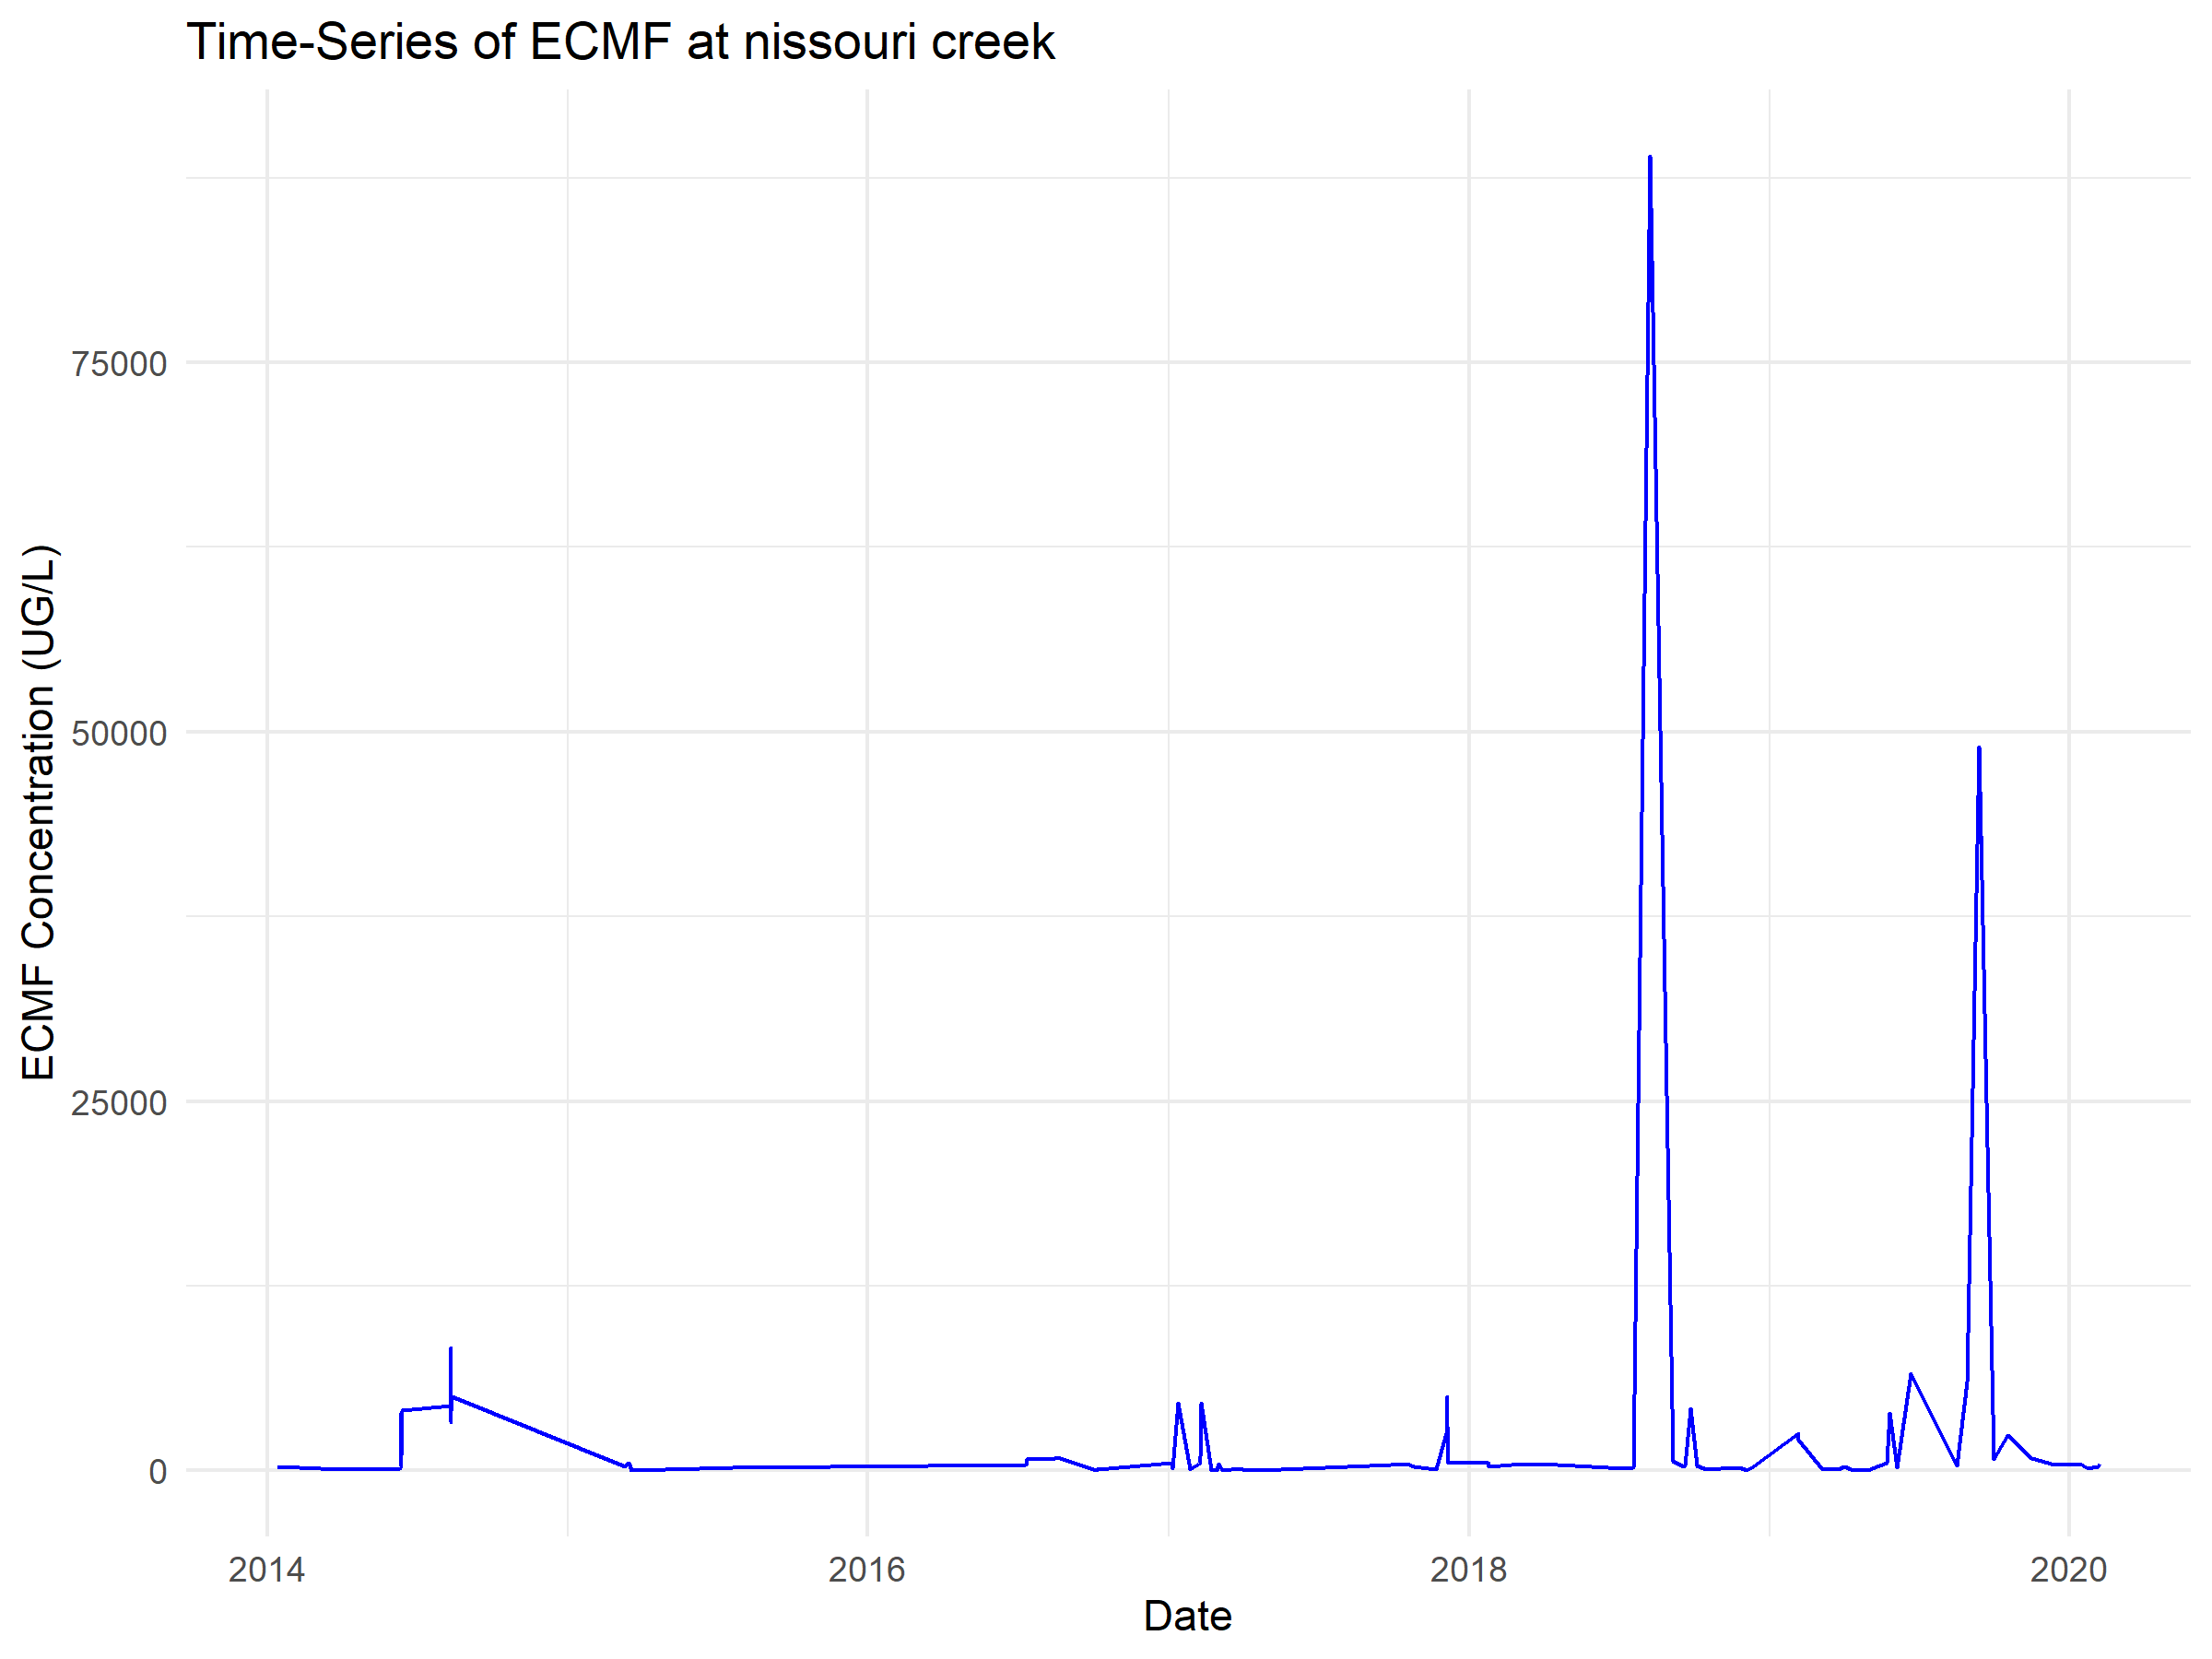 Time-Series of ECMF at nissouri creek
ECMF Concentration (UG/L)
75000
50000
25000
0
2014 2016 2018 2020
Date